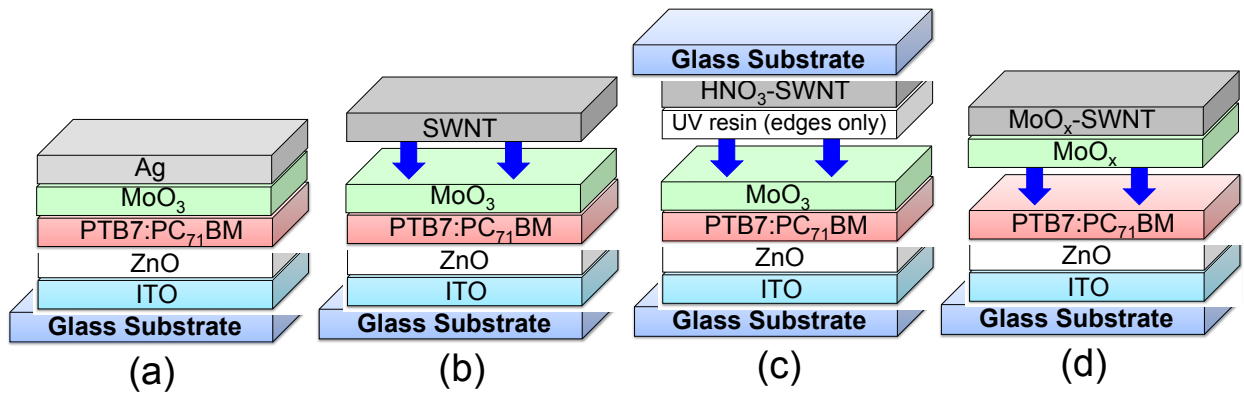 Ag
MoO₃
PTB7:PC₇₁BM
ZnO
ITO
Glass Substrate
(a)
SWNT
MoO₃
PTB7:PC₇₁BM
ZnO
ITO
Glass Substrate
(b)
Glass Substrate
HNO₃-SWNT
UV resin (edges only)
MoO₃
PTB7:PC₇₁BM
ZnO
ITO
Glass Substrate
(c)
MoOₓ-SWNT
MoOₓ
PTB7:PC₇₁BM
ZnO
ITO
Glass Substrate
(d)